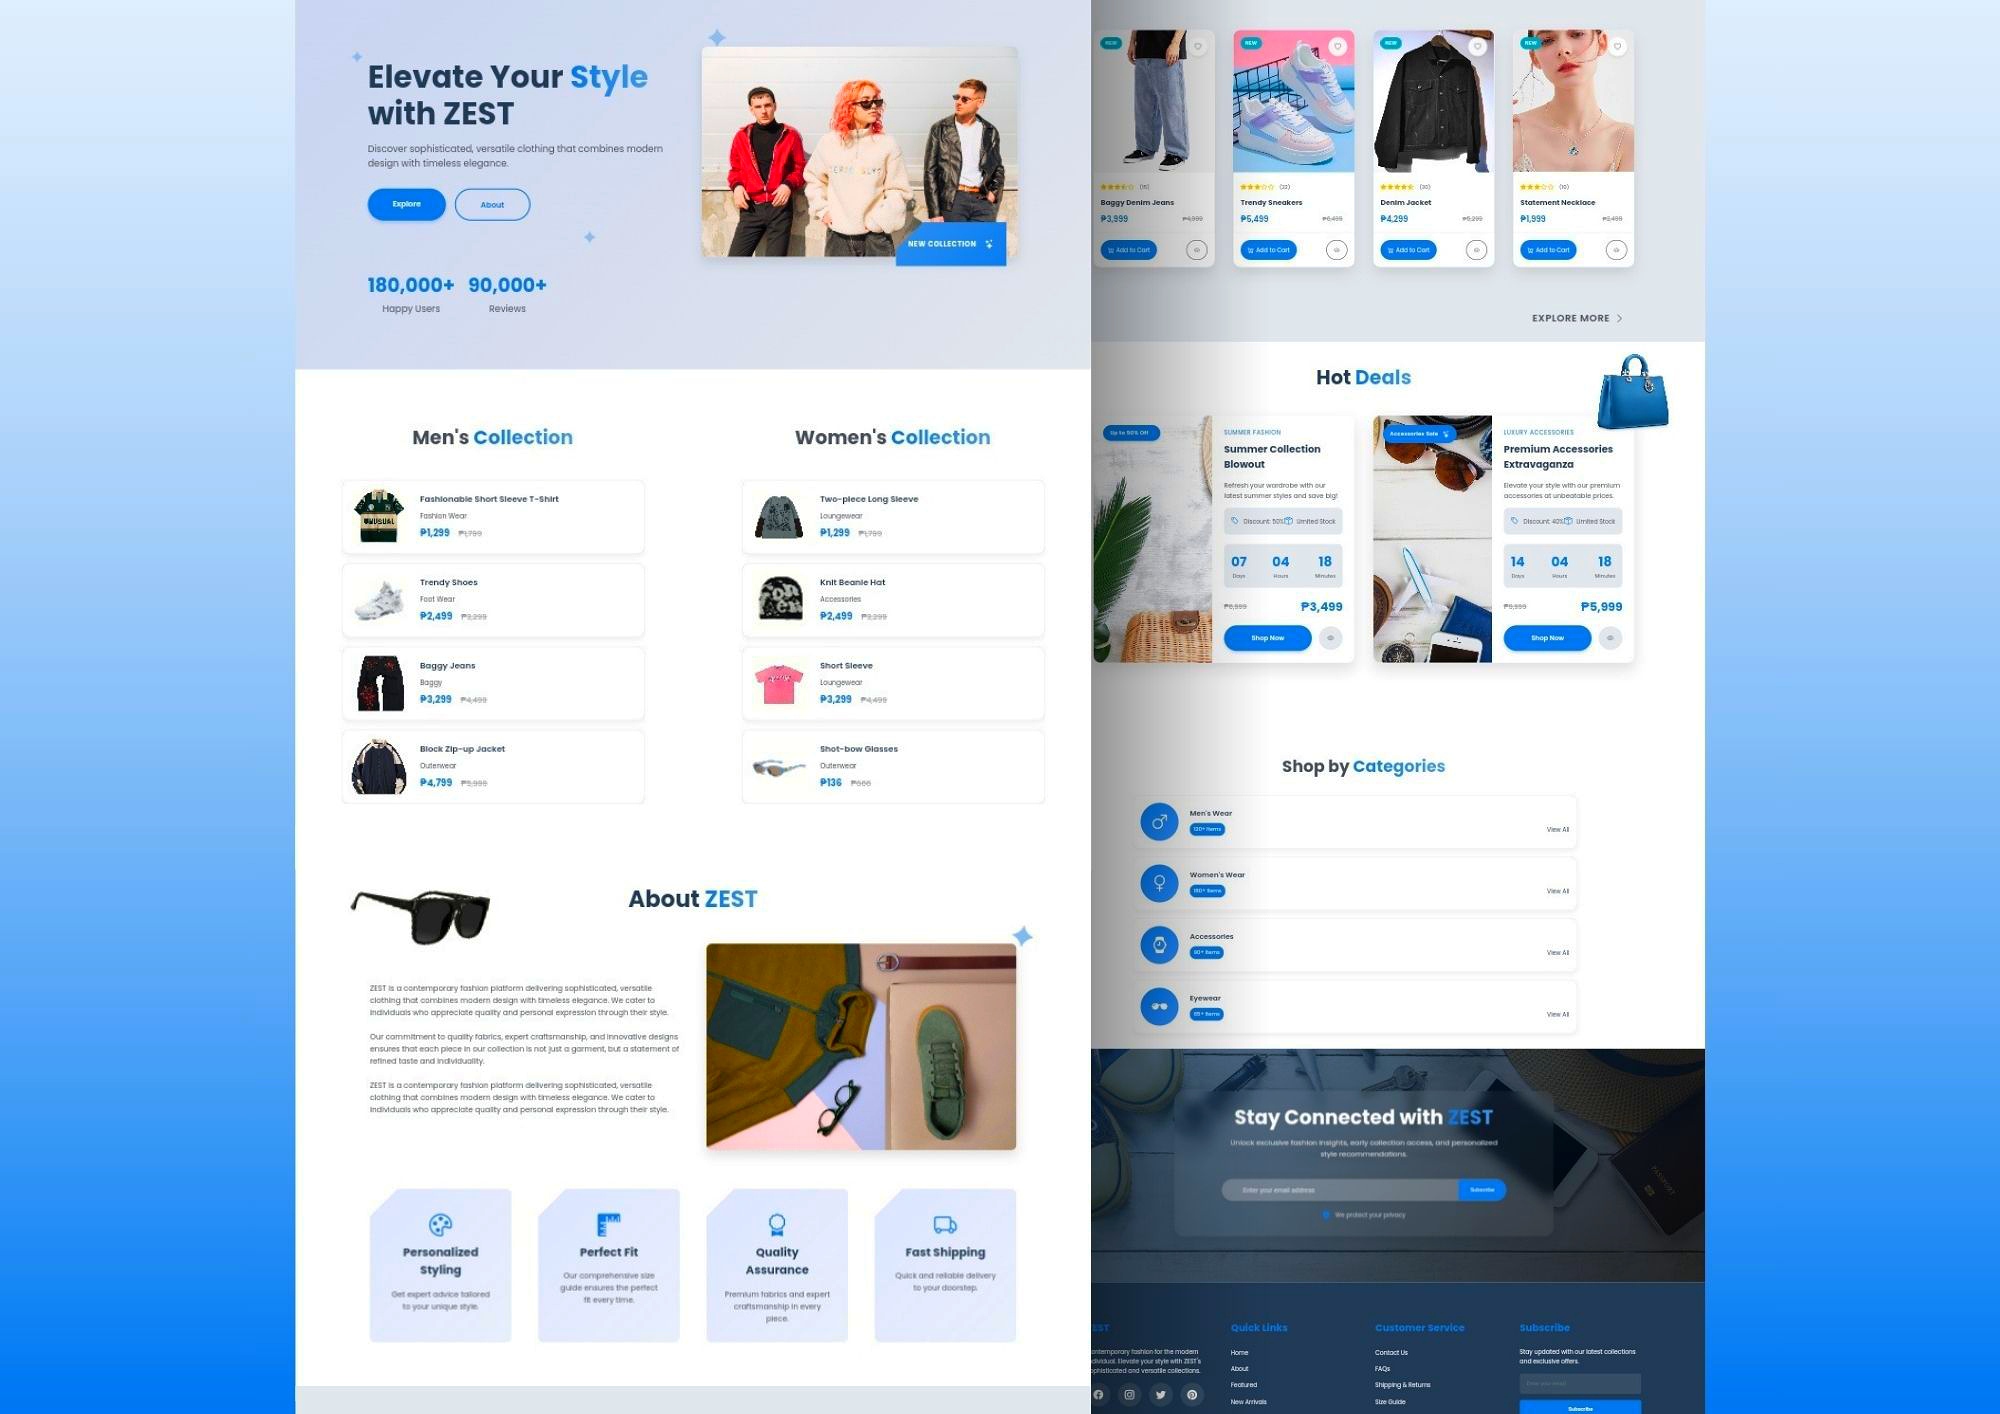 Elevate Your Style
with ZEST
Discover sophisticated, versatile clothing that combines modern
design with timeless elegance.
Explore
About
180,000+ 90,000+
Happy Users Reviews
NEW COLLECTION
Men's Collection
Fashionable Short Sleeve T-Shirt
Fashion Wear
₱1,299 ₱1,799
Trendy Shoes
Foot Wear
₱2,499 ₱3,299
Baggy Jeans
Baggy
₱3,299 ₱4,499
Block Zip-up Jacket
Outerwear
₱4,799 ₱5,999
Women's Collection
Two-piece Long Sleeve
Loungewear
₱1,299 ₱1,799
Knit Beanie Hat
Accessories
₱2,499 ₱3,299
Short Sleeve
Loungewear
₱3,299 ₱4,499
Shot-bow Glasses
Outerwear
₱136 ₱666
UNUSUAL
About ZEST
ZEST is a contemporary fashion platform delivering sophisticated, versatile
clothing that combines modern design with timeless elegance. We cater to
individuals who appreciate quality and personal expression through their style.
Our commitment to quality fabrics, expert craftsmanship, and innovative designs
ensures that each piece in our collection is not just a garment, but a statement of
refined taste and individuality.
ZEST is a contemporary fashion platform delivering sophisticated, versatile
clothing that combines modern design with timeless elegance. We cater to
individuals who appreciate quality and personal expression through their style.
Personalized
Styling
Get expert advice tailored
to your unique style.
Perfect Fit
Our comprehensive size
guide ensures the perfect
fit every time.
Quality
Assurance
Premium fabrics and expert
craftsmanship in every
piece.
Fast Shipping
Quick and reliable delivery
to your doorstep.
NEW
(15)
Baggy Denim Jeans
₱3,999 ₱4,999
Add to Cart
NEW
(22)
Trendy Sneakers
₱5,499 ₱6,499
Add to Cart
NEW
(30)
Denim Jacket
₱4,299 ₱5,299
Add to Cart
NEW
(10)
Statement Necklace
₱1,999 ₱2,499
Add to Cart
EXPLORE MORE
Hot Deals
Up to 50% Off
SUMMER FASHION
Summer Collection
Blowout
Refresh your wardrobe with our
latest summer styles and save big!
Discount: 50% Limited Stock
07 04 18
Days Hours Minutes
₱6,999 ₱3,499
Shop Now
Accessories Sale
LUXURY ACCESSORIES
Premium Accessories
Extravaganza
Elevate your style with our premium
accessories at unbeatable prices.
Discount: 40% Limited Stock
14 04 18
Days Hours Minutes
₱9,999 ₱5,999
Shop Now
Shop by Categories
Men's Wear
120+ Items
View All
Women's Wear
180+ Items
View All
Accessories
90+ Items
View All
Eyewear
65+ Items
View All
Stay Connected with ZEST
Unlock exclusive fashion insights, early collection access, and personalized
style recommendations.
Enter your email address
Subscribe
We protect your privacy
PASSPORT
EST
ontemporary fashion for the modern
dividual. Elevate your style with ZEST's
ophisticated and versatile collections.
Quick Links
Home
About
Featured
New Arrivals
Customer Service
Contact Us
FAQs
Shipping & Returns
Size Guide
Subscribe
Stay updated with our latest collections
and exclusive offers.
Enter your email
Subscribe